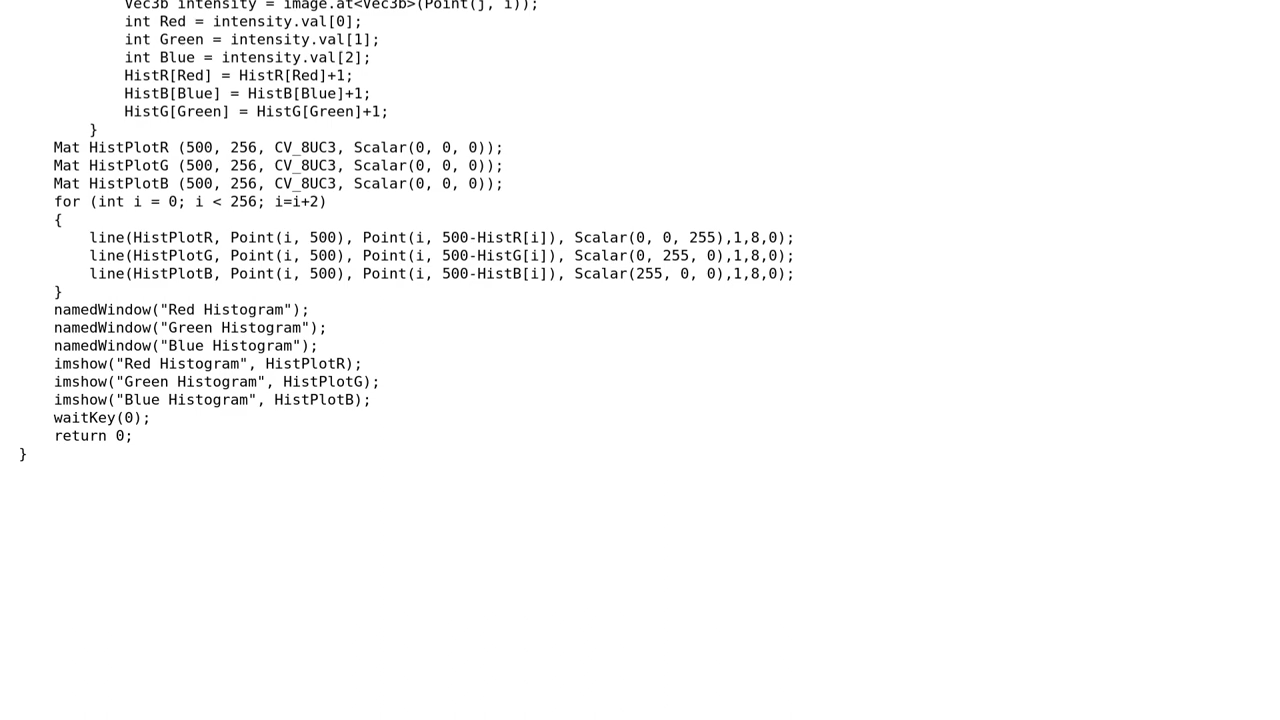 Vec3b intensity = image.at<Vec3b>(Point(j, i));
int Red = intensity.val[0];
int Green = intensity.val[1];
int Blue = intensity.val[2];
HistR[Red] = HistR[Red]+1;
HistB[Blue] = HistB[Blue]+1;
HistG[Green] = HistG[Green]+1;
}
Mat HistPlotR (500, 256, CV_8UC3, Scalar(0, 0, 0));
Mat HistPlotG (500, 256, CV_8UC3, Scalar(0, 0, 0));
Mat HistPlotB (500, 256, CV_8UC3, Scalar(0, 0, 0));
for (int i = 0; i < 256; i=i+2)
{
line(HistPlotR, Point(i, 500), Point(i, 500-HistR[i]), Scalar(0, 0, 255),1,8,0);
line(HistPlotG, Point(i, 500), Point(i, 500-HistG[i]), Scalar(0, 255, 0),1,8,0);
line(HistPlotB, Point(i, 500), Point(i, 500-HistB[i]), Scalar(255, 0, 0),1,8,0);
}
namedWindow("Red Histogram");
namedWindow("Green Histogram");
namedWindow("Blue Histogram");
imshow("Red Histogram", HistPlotR);
imshow("Green Histogram", HistPlotG);
imshow("Blue Histogram", HistPlotB);
waitKey(0);
return 0;
}